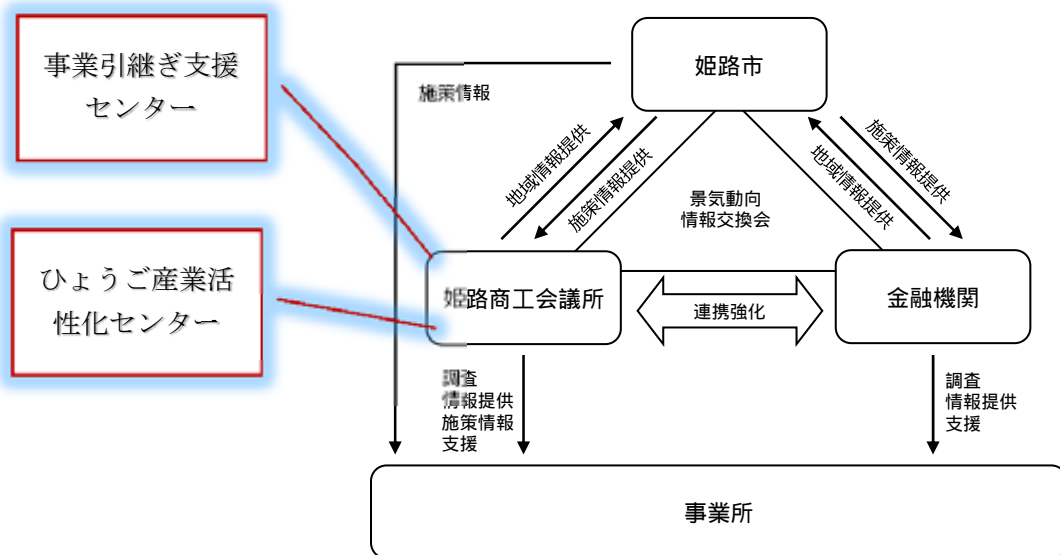 事業引継ぎ支援
センター
姫路市
施策情報
地域情報提供
施策情報提供
地域情報提供
施策情報提供
景気動向
情報交換会
ひょうご産業活
性化センター
姫路商工会議所
連携強化
金融機関
調査
情報提供
施策情報
支援
調査
情報提供
支援
事業所